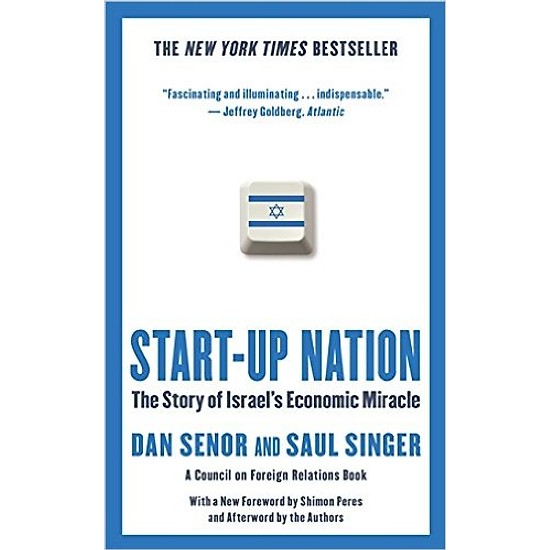 THE NEW YORK TIMES BESTSELLER
“Fascinating and illuminating . . . indispensable.”
— Jeffrey Goldberg, Atlantic
START-UP NATION
The Story of Israel’s Economic Miracle
DAN SENOR AND SAUL SINGER
A Council on Foreign Relations Book
With a New Foreword by Shimon Peres
and Afterword by the Authors